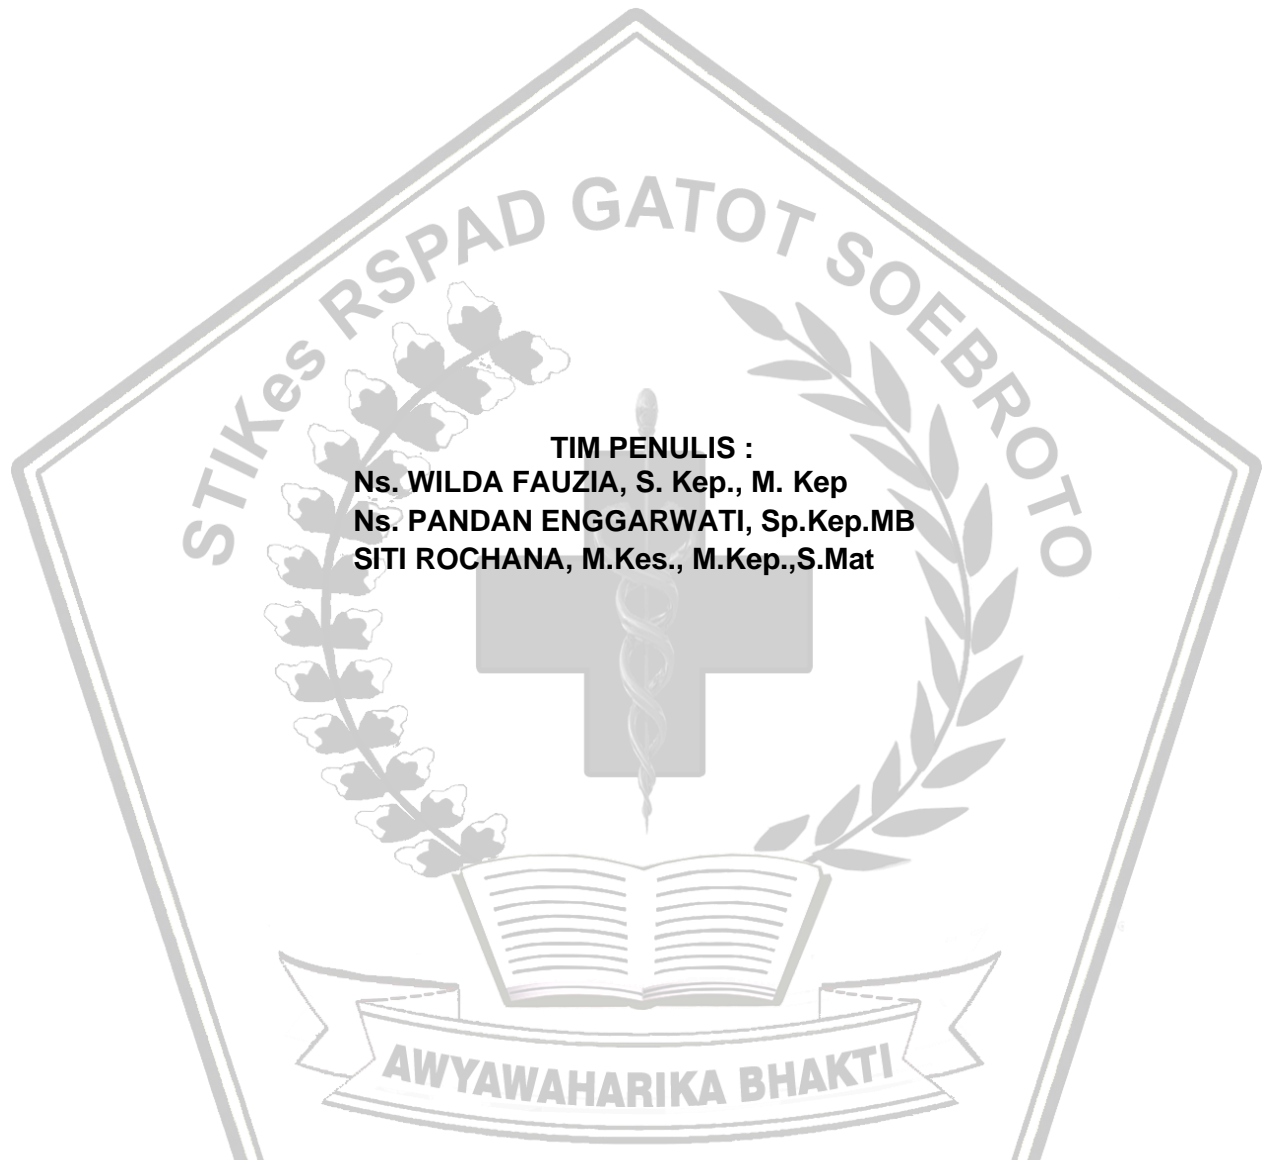 STIKes RSPAD GATOT SOEBROTO
TIM PENULIS :
Ns. WILDA FAUZIA, S. Kep., M. Kep
Ns. PANDAN ENGGARWATI, Sp.Kep.MB
SITI ROCHANA, M.Kes., M.Kep.,S.Mat
AWYAWAHARIKA BHAKTI